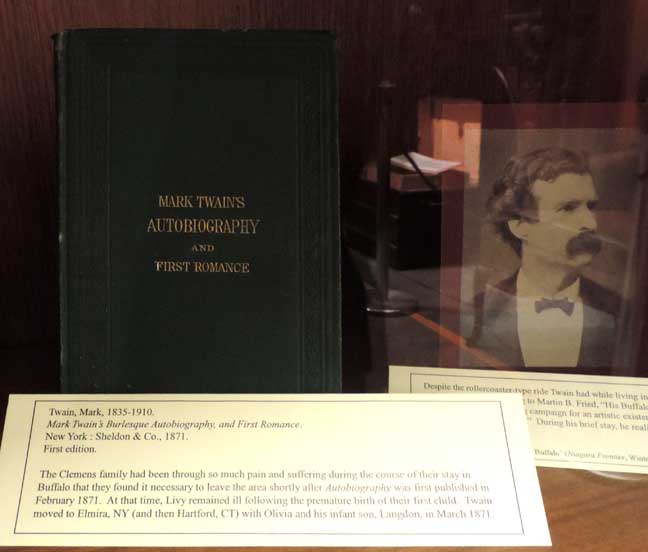 MARK TWAIN'S
AUTOBIOGRAPHY
AND
FIRST ROMANCE
Twain, Mark, 1835-1910.
Mark Twain's Burlesque Autobiography, and First Romance.
New York : Sheldon & Co., 1871.
First edition.
The Clemens family had been through so much pain and suffering during the course of their stay in
Buffalo that they found it necessary to leave the area shortly after Autobiography was first published in
February 1871. At that time, Livy remained ill following the premature birth of their first child. Twain
moved to Elmira, NY (and then Hartford, CT) with Olivia and his infant son, Langdon, in March 1871.
Despite the rollercoaster-type ride Twain had while living in
to Martin B. Fried, "His Buffalo
campaign for an artistic
During his brief stay, he
Buffalo" (Niagara Frontier,